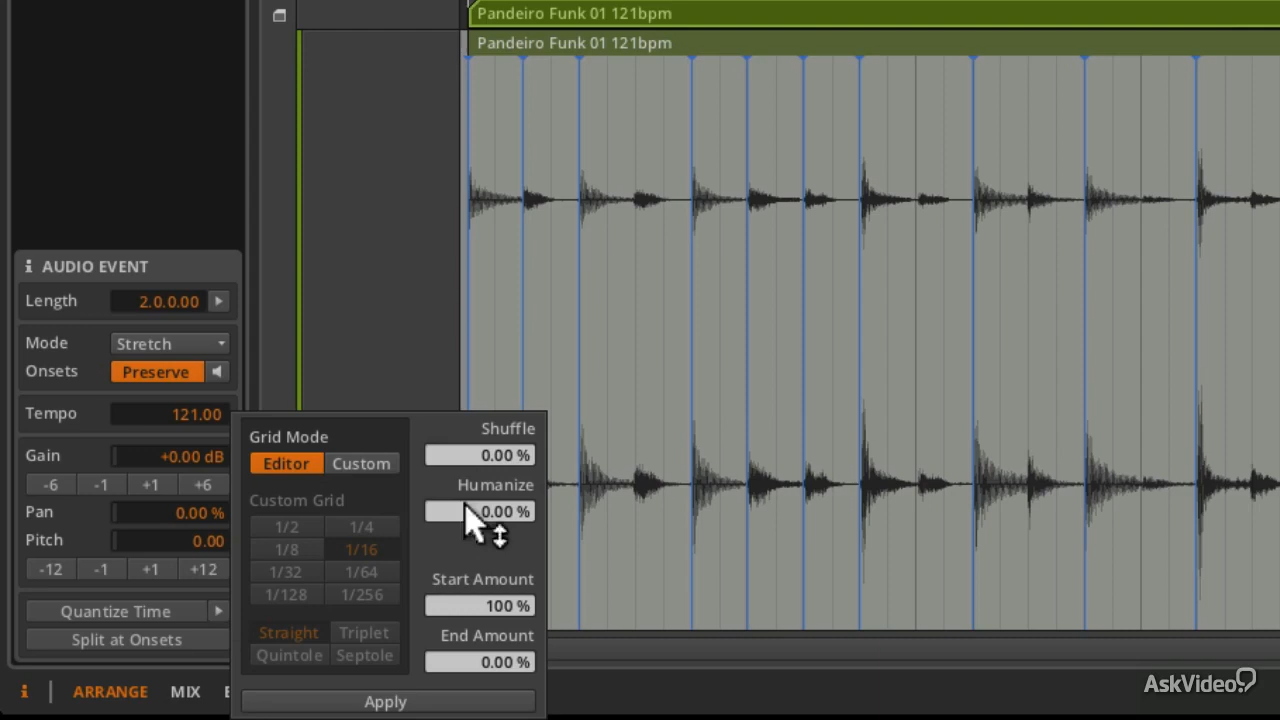 Pandeiro Funk 01 121bpm
Pandeiro Funk 01 121bpm
AUDIO EVENT
Length 2.0.0.00
Mode Stretch
Onsets Preserve
Tempo 121.00
Gain +0.00 dB
-6 -1 +1 +6
Pan 0.00 %
Pitch 0.00
-12 -1 +1 +12
Quantize Time
Split at Onsets
Grid Mode
Editor Custom
Custom Grid
1/2 1/4
1/8 1/16
1/32 1/64
1/128 1/256
Straight Triplet
Quintole Septole
Shuffle
0.00 %
Humanize
0.00 %
Start Amount
100 %
End Amount
0.00 %
Apply
ARRANGE MIX
AskVideo